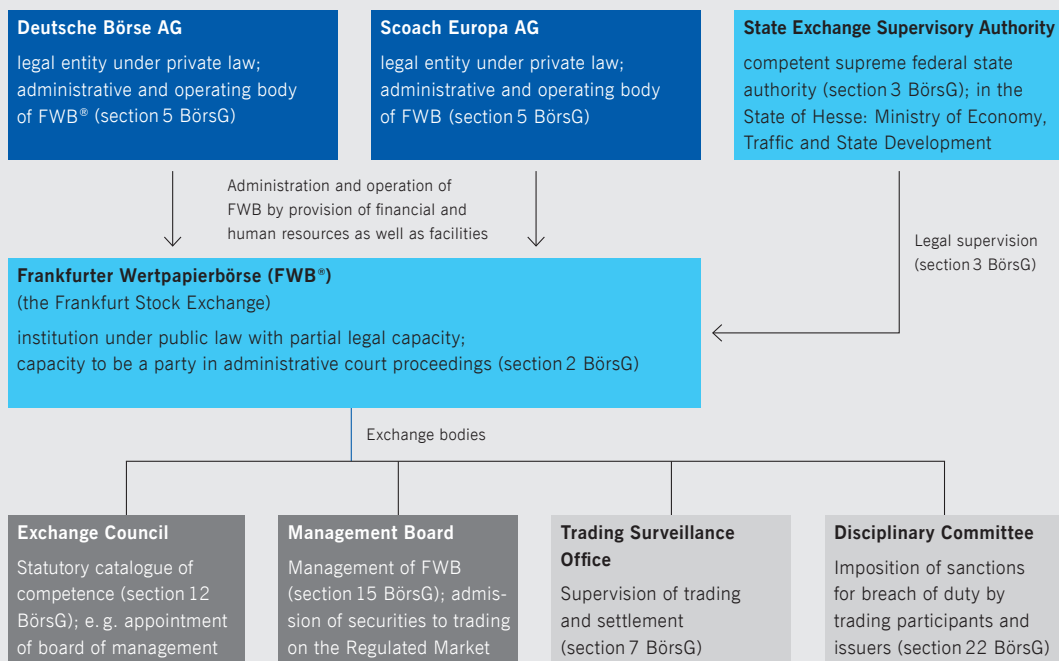 Deutsche Börse AG
legal entity under private law;
administrative and operating body
of FWB® (section 5 BörsG)
Scoach Europa AG
legal entity under private law;
administrative and operating body
of FWB (section 5 BörsG)
State Exchange Supervisory Authority
competent supreme federal state
authority (section 3 BörsG); in the
State of Hesse: Ministry of Economy,
Traffic and State Development
Administration and operation of
FWB by provision of financial and
human resources as well as facilities
Legal supervision
(section 3 BörsG)
Frankfurter Wertpapierbörse (FWB®)
(the Frankfurt Stock Exchange)
institution under public law with partial legal capacity;
capacity to be a party in administrative court proceedings (section 2 BörsG)
Exchange bodies
Exchange Council
Statutory catalogue of
competence (section 12
BörsG); e. g. appointment
of board of management
Management Board
Management of FWB
(section 15 BörsG); admis-
sion of securities to trading
on the Regulated Market
Trading Surveillance
Office
Supervision of trading
and settlement
(section 7 BörsG)
Disciplinary Committee
Imposition of sanctions
for breach of duty by
trading participants and
issuers (section 22 BörsG)